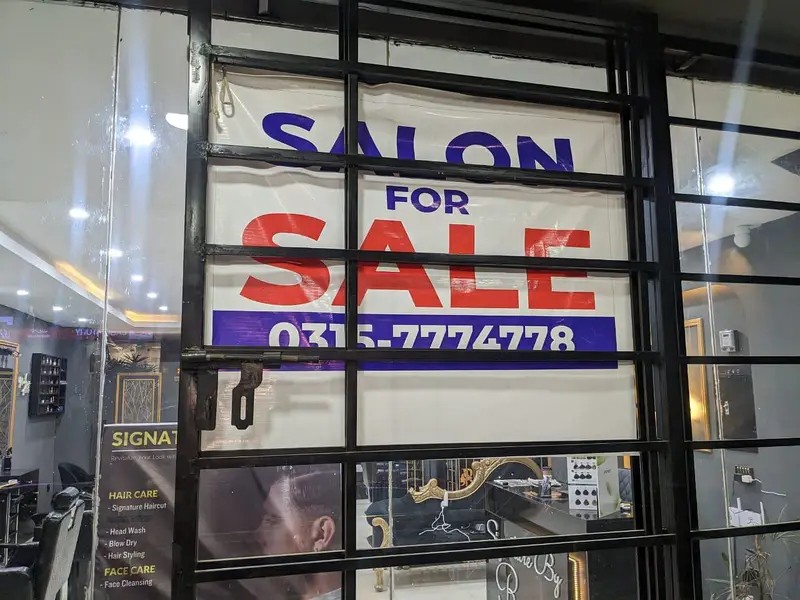 SALON
FOR
SALE
0315-7774778
SIGNAT
HAIR CARE
- Signature Haircut
- Head Wash
- Blow Dry
- Hair Styling
FACE CARE
- Face Cleansing
By